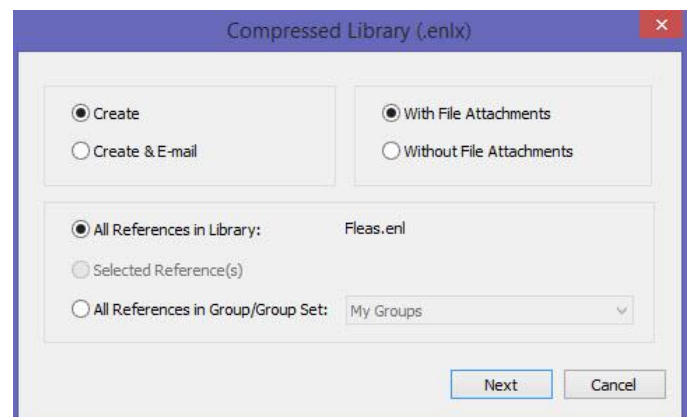 Compressed Library (.enlx)
Create
With File Attachments
Create & E-mail
Without File Attachments
All References in Library: Fleas.enl
Selected Reference(s)
All References in Group/Group Set: My Groups
Next Cancel